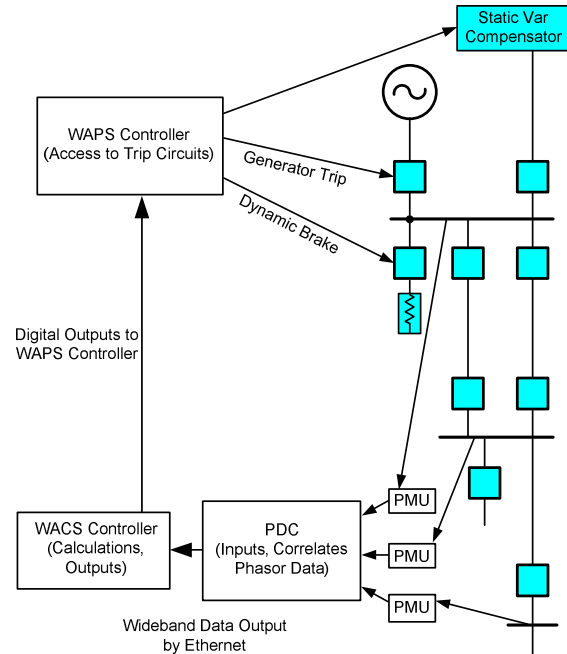 Static Var
Compensator
WAPS Controller
(Access to Trip Circuits)
Generator Trip
Dynamic Brake
Digital Outputs to
WAPS Controller
PMU
WACS Controller
(Calculations,
Outputs)
PDC
(Inputs, Correlates
Phasor Data)
PMU
PMU
Wideband Data Output
by Ethernet